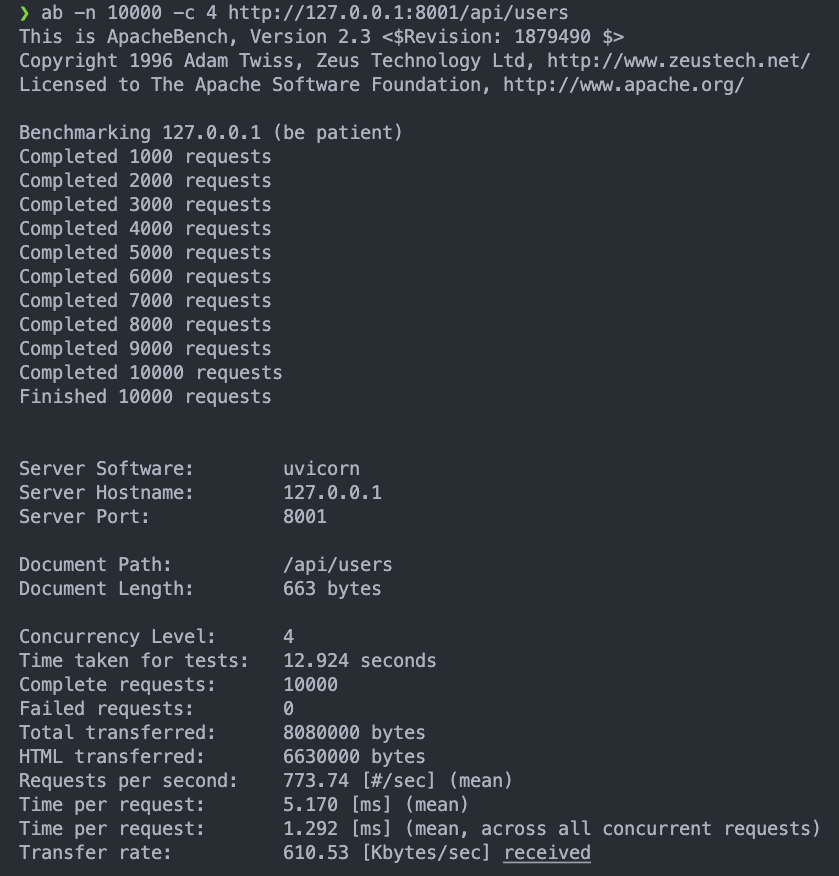 ❯ ab -n 10000 -c 4 http://127.0.0.1:8001/api/users
This is ApacheBench, Version 2.3 <$Revision: 1879490 $>
Copyright 1996 Adam Twiss, Zeus Technology Ltd, http://www.zeustech.net/
Licensed to The Apache Software Foundation, http://www.apache.org/

Benchmarking 127.0.0.1 (be patient)
Completed 1000 requests
Completed 2000 requests
Completed 3000 requests
Completed 4000 requests
Completed 5000 requests
Completed 6000 requests
Completed 7000 requests
Completed 8000 requests
Completed 9000 requests
Completed 10000 requests
Finished 10000 requests


Server Software:        uvicorn
Server Hostname:        127.0.0.1
Server Port:            8001

Document Path:          /api/users
Document Length:        663 bytes

Concurrency Level:      4
Time taken for tests:   12.924 seconds
Complete requests:      10000
Failed requests:        0
Total transferred:      8080000 bytes
HTML transferred:       6630000 bytes
Requests per second:    773.74 [#/sec] (mean)
Time per request:       5.170 [ms] (mean)
Time per request:       1.292 [ms] (mean, across all concurrent requests)
Transfer rate:          610.53 [Kbytes/sec] received